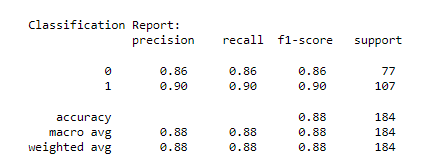 Classification Report:
precision recall f1-score support
0 0.86 0.86 0.86 77
1 0.90 0.90 0.90 107
accuracy 0.88 184
macro avg 0.88 0.88 0.88 184
weighted avg 0.88 0.88 0.88 184